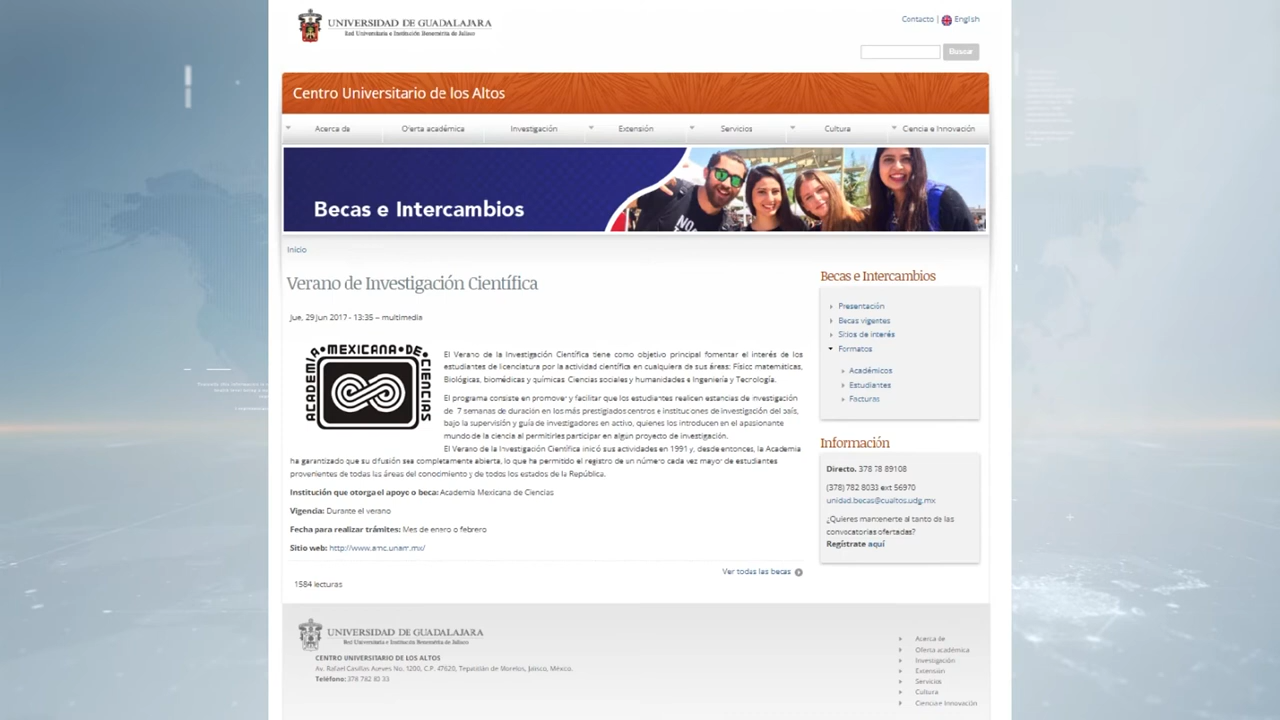 UNIVERSIDAD DE GUADALAJARA
Red Universitaria e Institución Benemérita de Jalisco
Contacto | English
Buscar
Centro Universitario de los Altos
Acerca de
Oferta académica
Investigación
Extensión
Servicios
Cultura
Ciencia e Innovación
Becas e Intercambios
Inicio
Verano de Investigación Científica
Jue, 29 Jun 2017 - 13:35 – multimedia
ACADEMIA • MEXICANA • DE CIENCIAS
El Verano de la Investigación Científica tiene como objetivo principal fomentar el interés de los
estudiantes de licenciatura por la actividad científica en cualquiera de sus áreas: Físico matemáticas,
Biológicas, biomédicas y químicas, Ciencias sociales y humanidades e Ingeniería y Tecnología.
El programa consiste en promover y facilitar que los estudiantes realicen estancias de investigación
de 7 semanas de duración en los más prestigiados centros e instituciones de investigación del país,
bajo la supervisión y guía de investigadores en activo, quienes los introducen en el apasionante
mundo de la ciencia al permitirles participar en algún proyecto de investigación.
El Verano de la Investigación Científica inició sus actividades en 1991 y, desde entonces, la Academia
ha garantizado que su difusión sea completamente abierta, lo que ha permitido el registro de un número cada vez mayor de estudiantes
provenientes de todas las áreas del conocimiento y de todos los estados de la República.
Institución que otorga el apoyo o beca: Academia Mexicana de Ciencias
Vigencia: Durante el verano
Fecha para realizar trámites: Mes de enero o febrero
Sitio web: http://www.amc.unam.mx/
Ver todas las becas
1584 lecturas
Becas e Intercambios
Presentación
Becas vigentes
Sitios de interés
Formatos
Académicos
Estudiantes
Facturas
Información
Directo. 378 78 89108
(378) 782 8033 ext 56970
unidad.becas@cualtos.udg.mx
¿Quieres mantenerte al tanto de las
convocatorias ofertadas?
Regístrate aquí
UNIVERSIDAD DE GUADALAJARA
Red Universitaria e Institución Benemérita de Jalisco
CENTRO UNIVERSITARIO DE LOS ALTOS
Av. Rafael Casillas Aceves No. 1200, C.P. 47620, Tepatitlán de Morelos, Jalisco, México.
Teléfono: 378 782 80 33
Acerca de
Oferta académica
Investigación
Extensión
Servicios
Cultura
Ciencia e Innovación